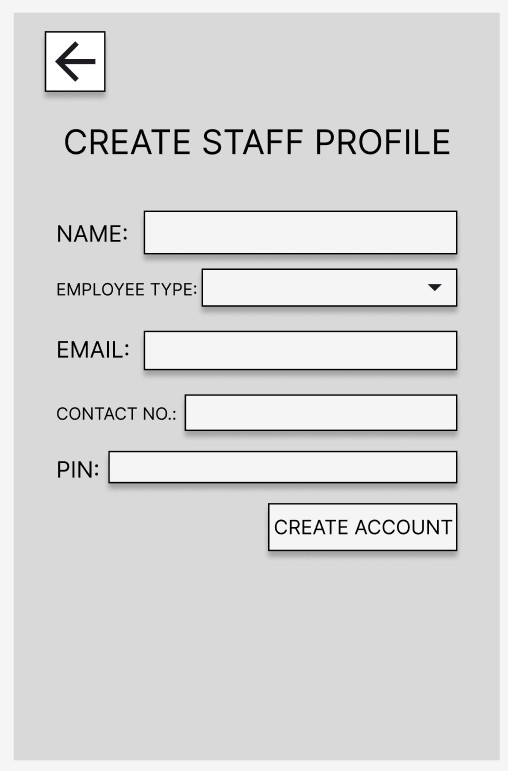 CREATE STAFF PROFILE
NAME:
EMPLOYEE TYPE:
EMAIL:
CONTACT NO.:
PIN:
CREATE ACCOUNT